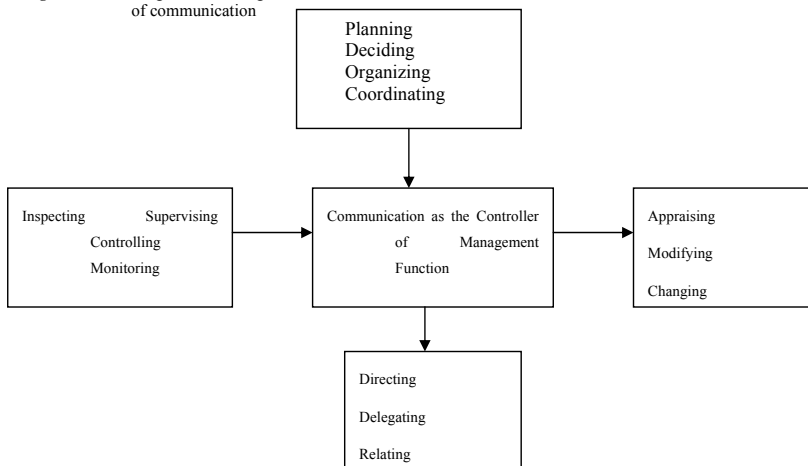 of communication
Planning
Deciding
Organizing
Coordinating
Inspecting Supervising
Controlling
Monitoring
Communication as the Controller
of Management
Function
Appraising
Modifying
Changing
Directing
Delegating
Relating